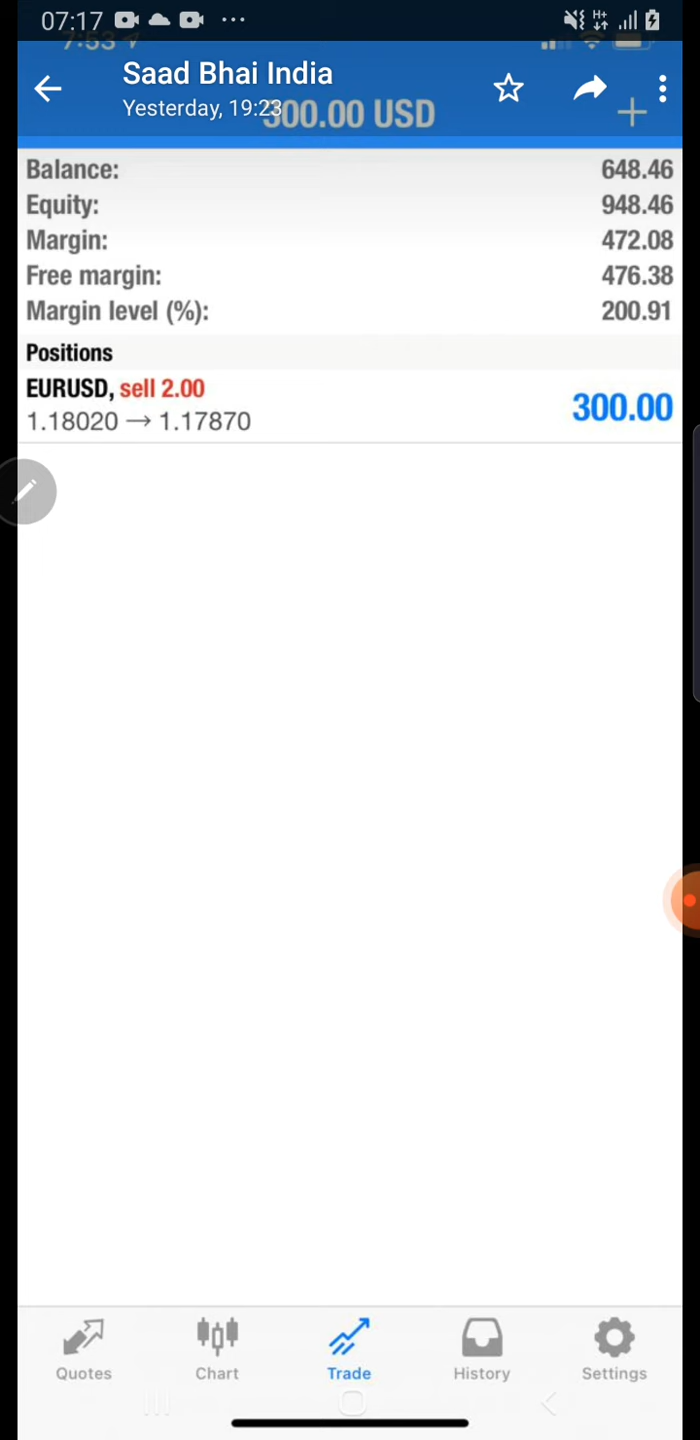 07:17
7:53
Saad Bhai India
Yesterday, 19:23
300.00 USD
Balance: 648.46
Equity: 948.46
Margin: 472.08
Free margin: 476.38
Margin level (%): 200.91
Positions
EURUSD, sell 2.00
1.18020 → 1.17870
300.00
Quotes Chart Trade History Settings